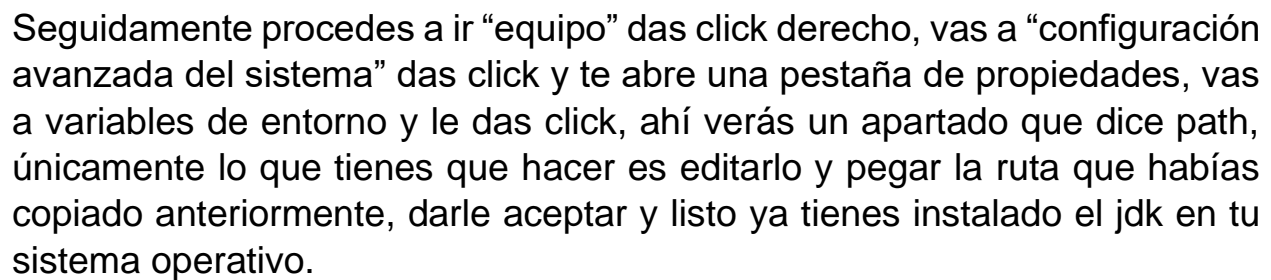 Seguidamente procedes a ir “equipo” das click derecho, vas a “configuración
avanzada del sistema” das click y te abre una pestaña de propiedades, vas
a variables de entorno y le das click, ahí verás un apartado que dice path,
únicamente lo que tienes que hacer es editarlo y pegar la ruta que habías
copiado anteriormente, darle aceptar y listo ya tienes instalado el jdk en tu
sistema operativo.